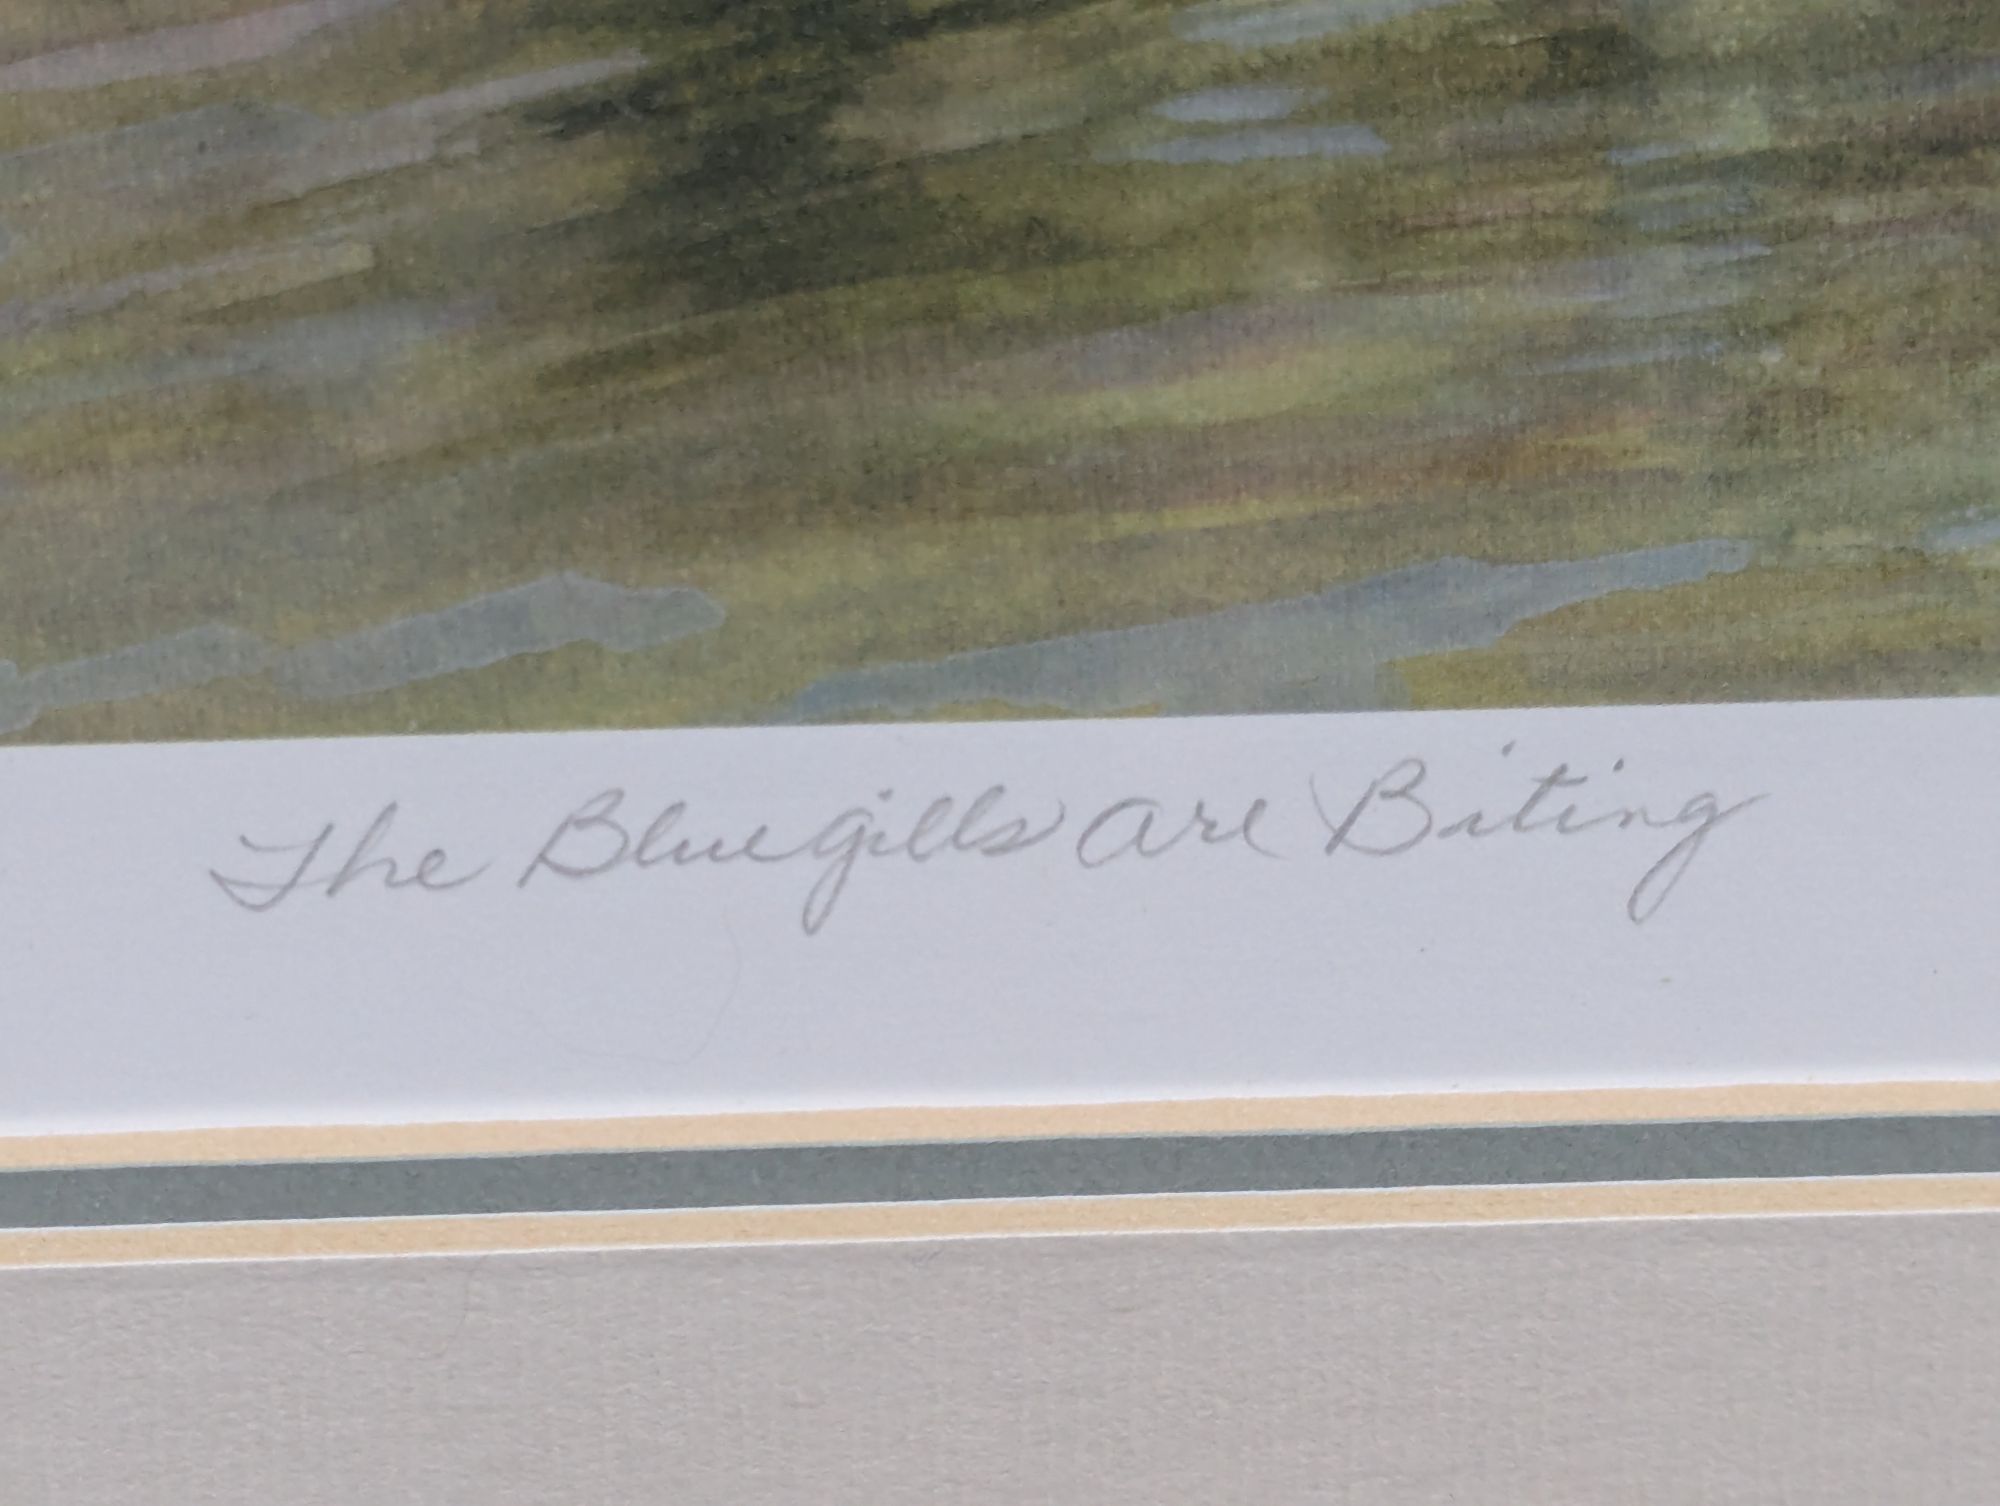 The Bluegills are Biting